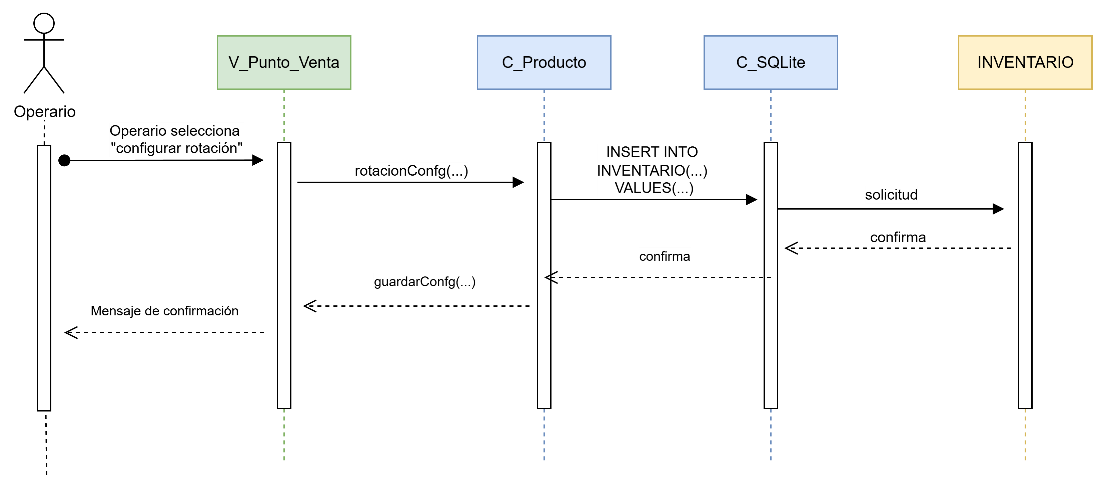 V_Punto_Venta
C_Producto
C_SQLite
INVENTARIO
Operario
Operario selecciona
"configurar rotación"
rotacionConfg(...)
INSERT INTO
INVENTARIO(...)
VALUES(...)
solicitud
confirma
confirma
guardarConfg(...)
Mensaje de confirmación